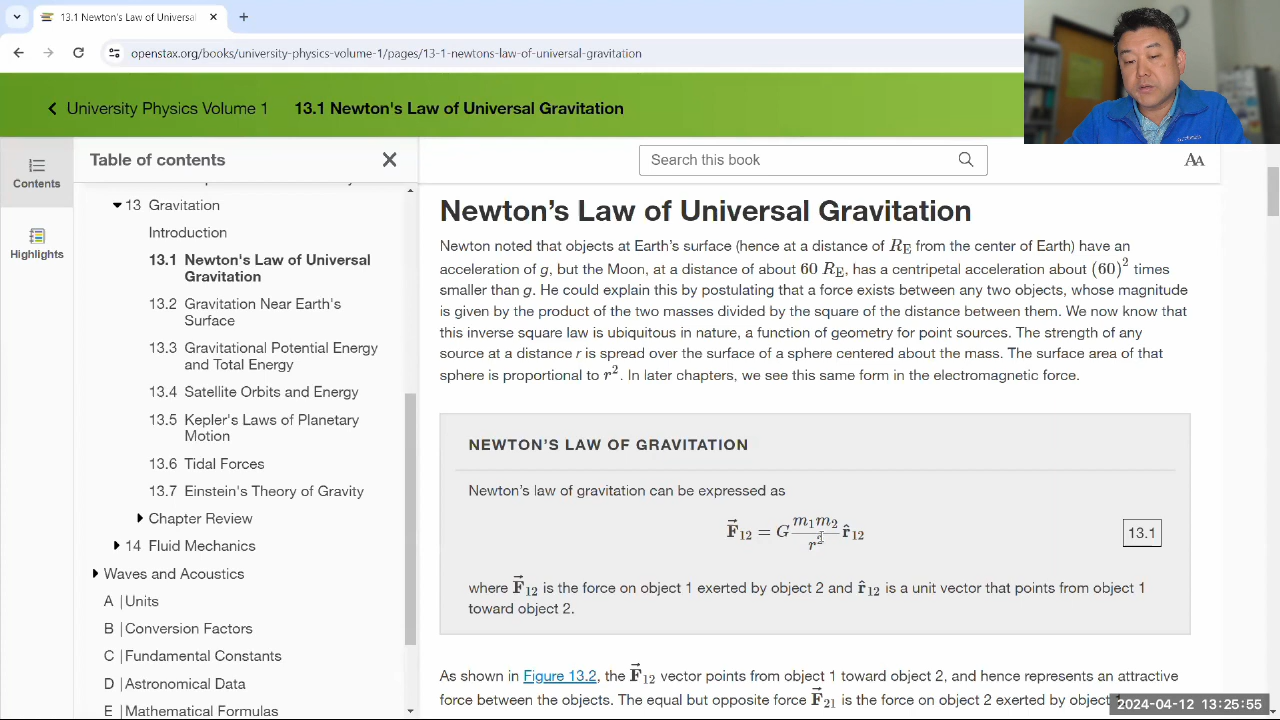 13.1 Newton's Law of Universal G
openstax.org/books/university-physics-volume-1/pages/13-1-newtons-law-of-universal-gravitation
University Physics Volume 1
13.1 Newton's Law of Universal Gravitation
Contents
Highlights
Table of contents
Search this book
AA
13 Gravitation
Introduction
13.1 Newton's Law of Universal
Gravitation
13.2 Gravitation Near Earth's
Surface
13.3 Gravitational Potential Energy
and Total Energy
13.4 Satellite Orbits and Energy
13.5 Kepler's Laws of Planetary
Motion
13.6 Tidal Forces
13.7 Einstein's Theory of Gravity
Chapter Review
14 Fluid Mechanics
Waves and Acoustics
A | Units
B | Conversion Factors
C | Fundamental Constants
D | Astronomical Data
E | Mathematical Formulas
Newton's Law of Universal Gravitation
Newton noted that objects at Earth's surface (hence at a distance of R_E from the center of Earth) have an
acceleration of g, but the Moon, at a distance of about 60 R_E, has a centripetal acceleration about (60)² times
smaller than g. He could explain this by postulating that a force exists between any two objects, whose magnitude
is given by the product of the two masses divided by the square of the distance between them. We now know that
this inverse square law is ubiquitous in nature, a function of geometry for point sources. The strength of any
source at a distance r is spread over the surface of a sphere centered about the mass. The surface area of that
sphere is proportional to r². In later chapters, we see this same form in the electromagnetic force.
NEWTON'S LAW OF GRAVITATION
Newton's law of gravitation can be expressed as
F⃗₁₂ = G m₁m₂/r² r̂₁₂
13.1
where F⃗₁₂ is the force on object 1 exerted by object 2 and r̂₁₂ is a unit vector that points from object 1
toward object 2.
As shown in Figure 13.2, the F⃗₁₂ vector points from object 1 toward object 2, and hence represents an attractive
force between the objects. The equal but opposite force F⃗₂₁ is the force on object 2 exerted by object
2024-04-12 13:25:55